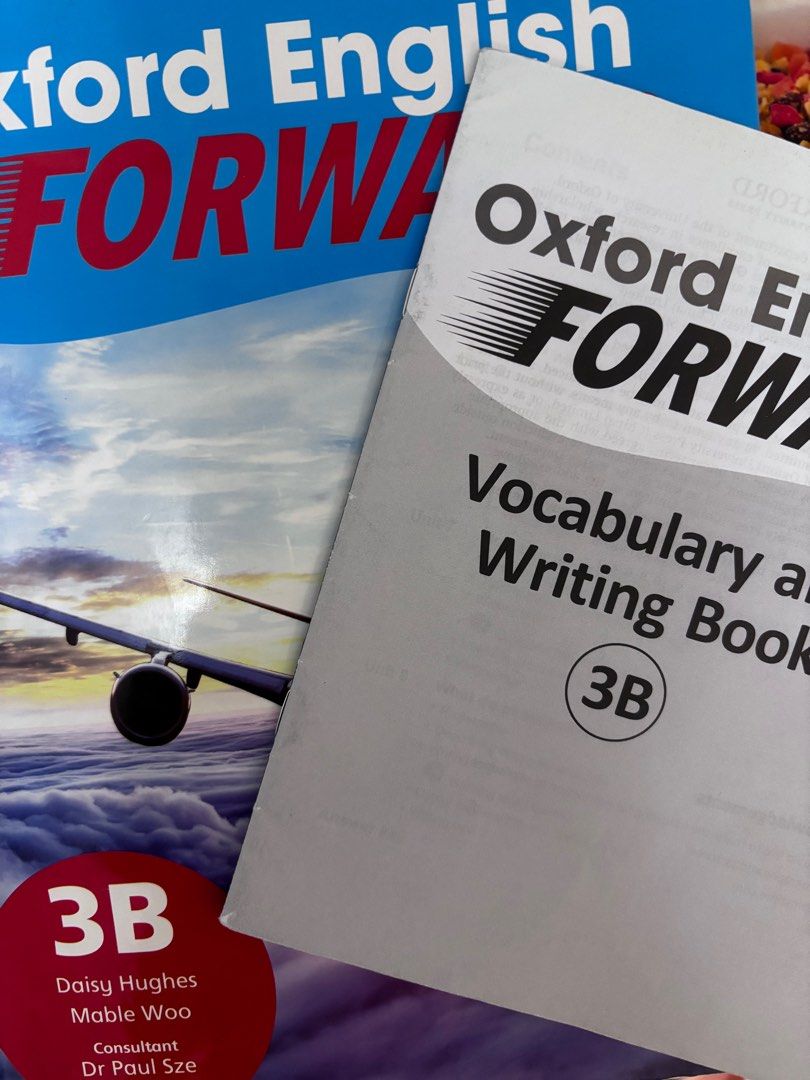 xford English
FORWA
3B
Daisy Hughes
Mable Woo
Consultant
Dr Paul Sze
Oxford En
FORWA
Vocabulary a
Writing Book
3B